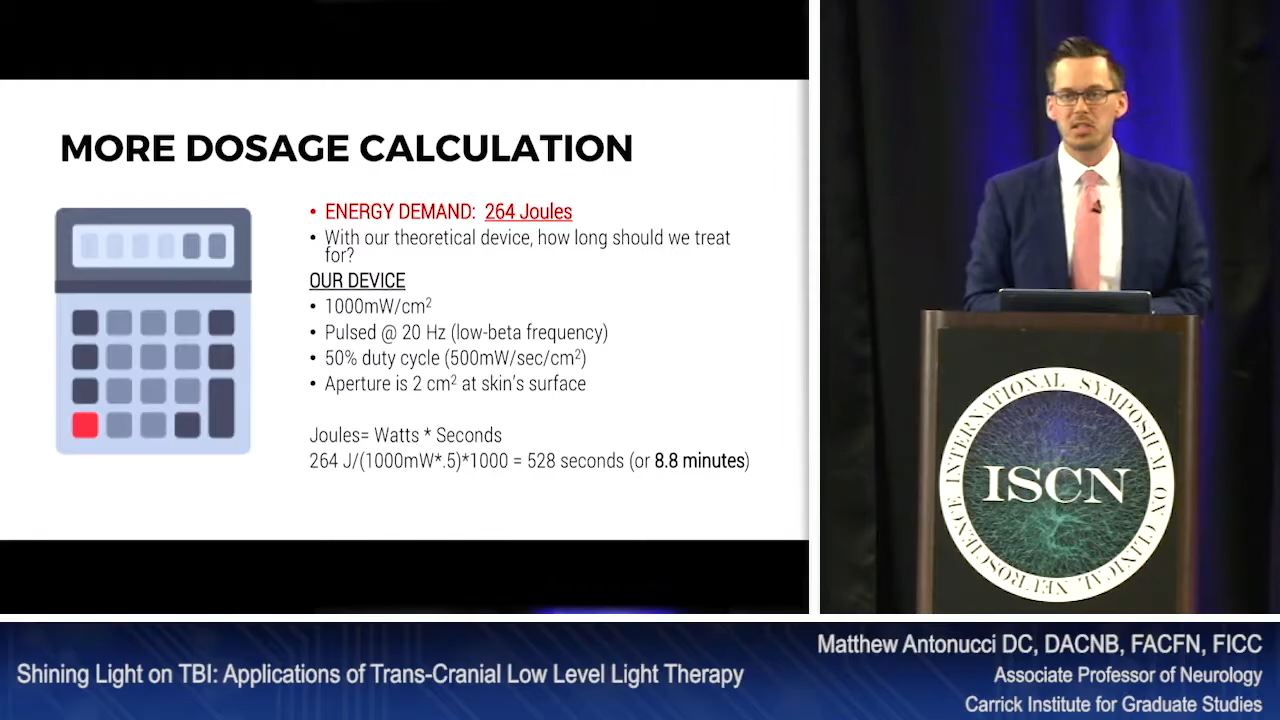 MORE DOSAGE CALCULATION
• ENERGY DEMAND: 264 Joules
• With our theoretical device, how long should we treat
for?
OUR DEVICE
• 1000mW/cm²
• Pulsed @ 20 Hz (low-beta frequency)
• 50% duty cycle (500mW/sec/cm²)
• Aperture is 2 cm² at skin's surface
Joules= Watts * Seconds
264 J/(1000mW*.5)*1000 = 528 seconds (or 8.8 minutes)
INTERNATIONAL SYMPOSIUM ON CLINICAL NEUROSCIENCE
ISCN
Shining Light on TBI: Applications of Trans-Cranial Low Level Light Therapy
Matthew Antonucci DC, DACNB, FACFN, FICC
Associate Professor of Neurology
Carrick Institute for Graduate Studies